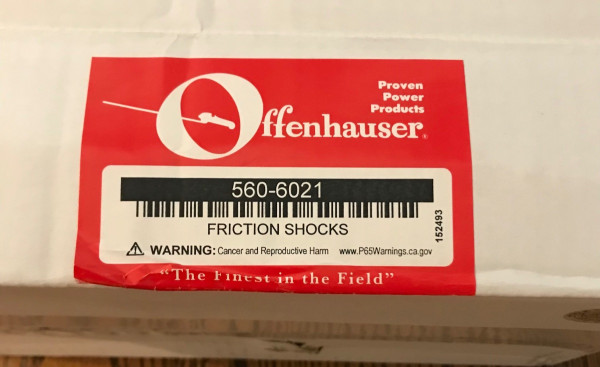 Offenhauser®
Proven
Power
Products
560-6021
FRICTION SHOCKS
152493
⚠ WARNING: Cancer and Reproductive Harm www.P65Warnings.ca.gov
"The Finest in the Field"